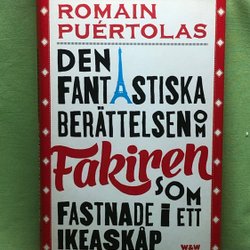 ROMAIN
PUÉRTOLAS
DEN
FANTASTISKA
BERÄTTELSEN OM
Fakiren
SOM
FASTNADE i ETT
IKEASKÅP
W&W